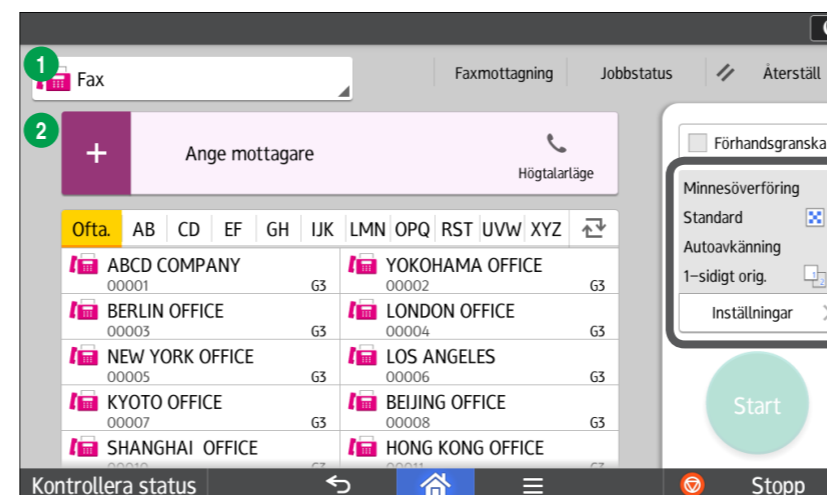 1
Fax
Faxmottagning
Jobbstatus
Återställ
2
+
Ange mottagare
Högtalarläge
Förhandsgranska
Minnesöverföring
Standard
Autoavkänning
1-sidigt orig.
Inställningar
Start
Ofta. AB CD EF GH IJK LMN OPQ RST UVW XYZ
ABCD COMPANY
00001 G3
YOKOHAMA OFFICE
00002 G3
BERLIN OFFICE
00003 G3
LONDON OFFICE
00004 G3
NEW YORK OFFICE
00005 G3
LOS ANGELES
00006 G3
KYOTO OFFICE
00007 G3
BEIJING OFFICE
00008 G3
SHANGHAI OFFICE
HONG KONG OFFICE
Kontrollera status
Stopp